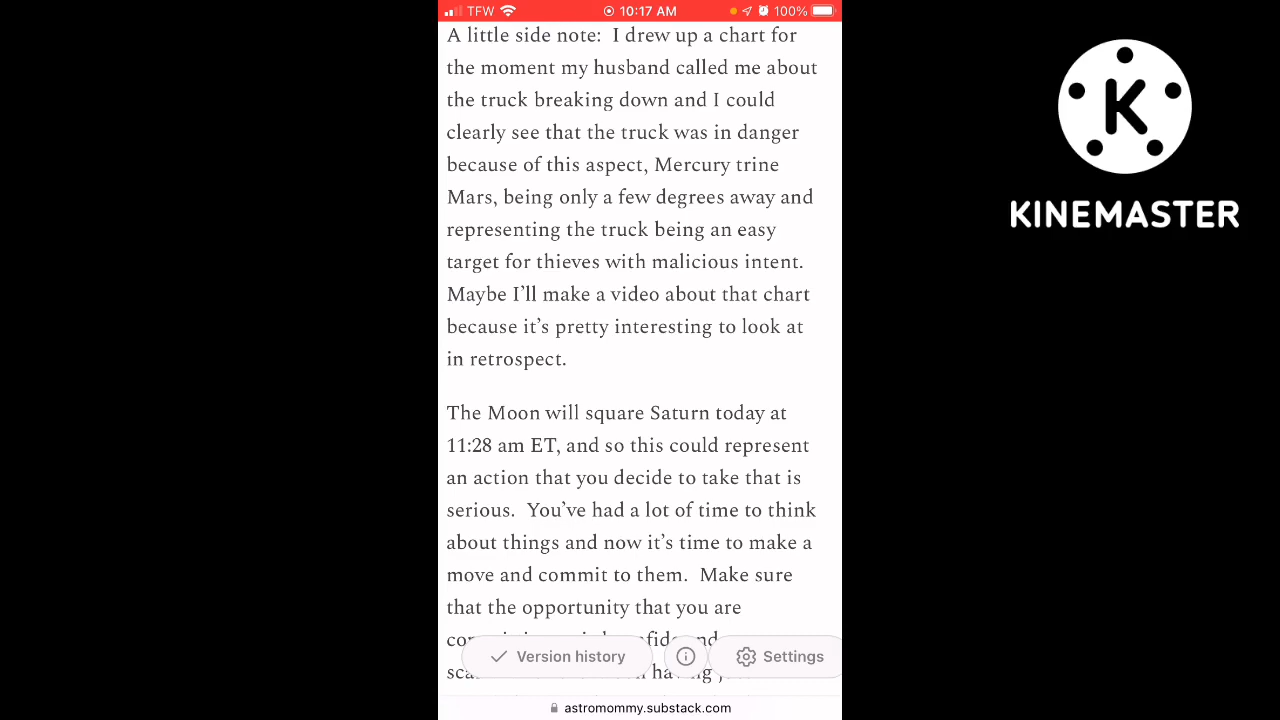 TFW 10:17 AM 100%
A little side note: I drew up a chart for
the moment my husband called me about
the truck breaking down and I could
clearly see that the truck was in danger
because of this aspect, Mercury trine
Mars, being only a few degrees away and
representing the truck being an easy
target for thieves with malicious intent.
Maybe I’ll make a video about that chart
because it’s pretty interesting to look at
in retrospect.
The Moon will square Saturn today at
11:28 am ET, and so this could represent
an action that you decide to take that is
serious. You’ve had a lot of time to think
about things and now it’s time to make a
move and commit to them. Make sure
that the opportunity that you are
Version history
Settings
astromommy.substack.com
K
KINEMASTER